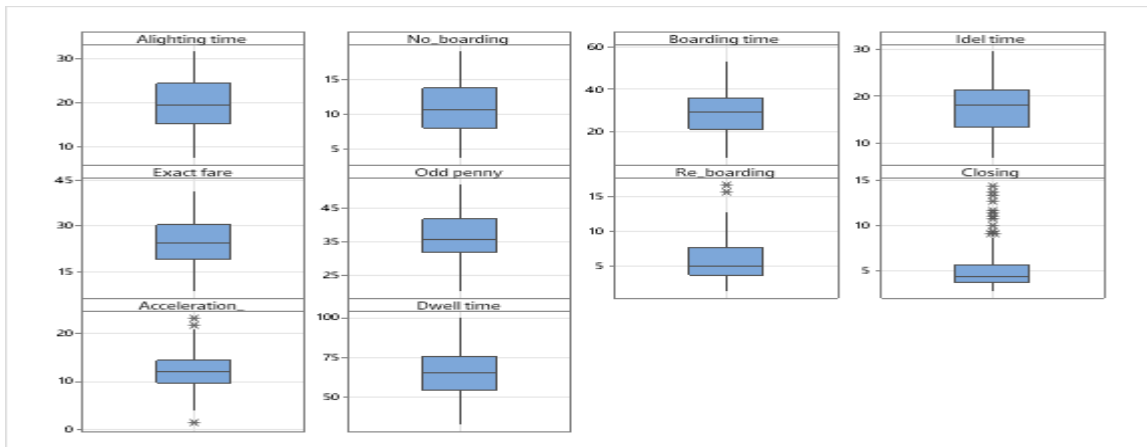 Alighting time No_boarding Boarding time Idel time
30 15 60 30
20 10 40 20
10 5 20 10
Exact fare Odd penny Re_boarding Closing
45 45 15 15
30 35 10 10
15 25 5 5
Acceleration_ Dwell time
20 100
10 75
0 50